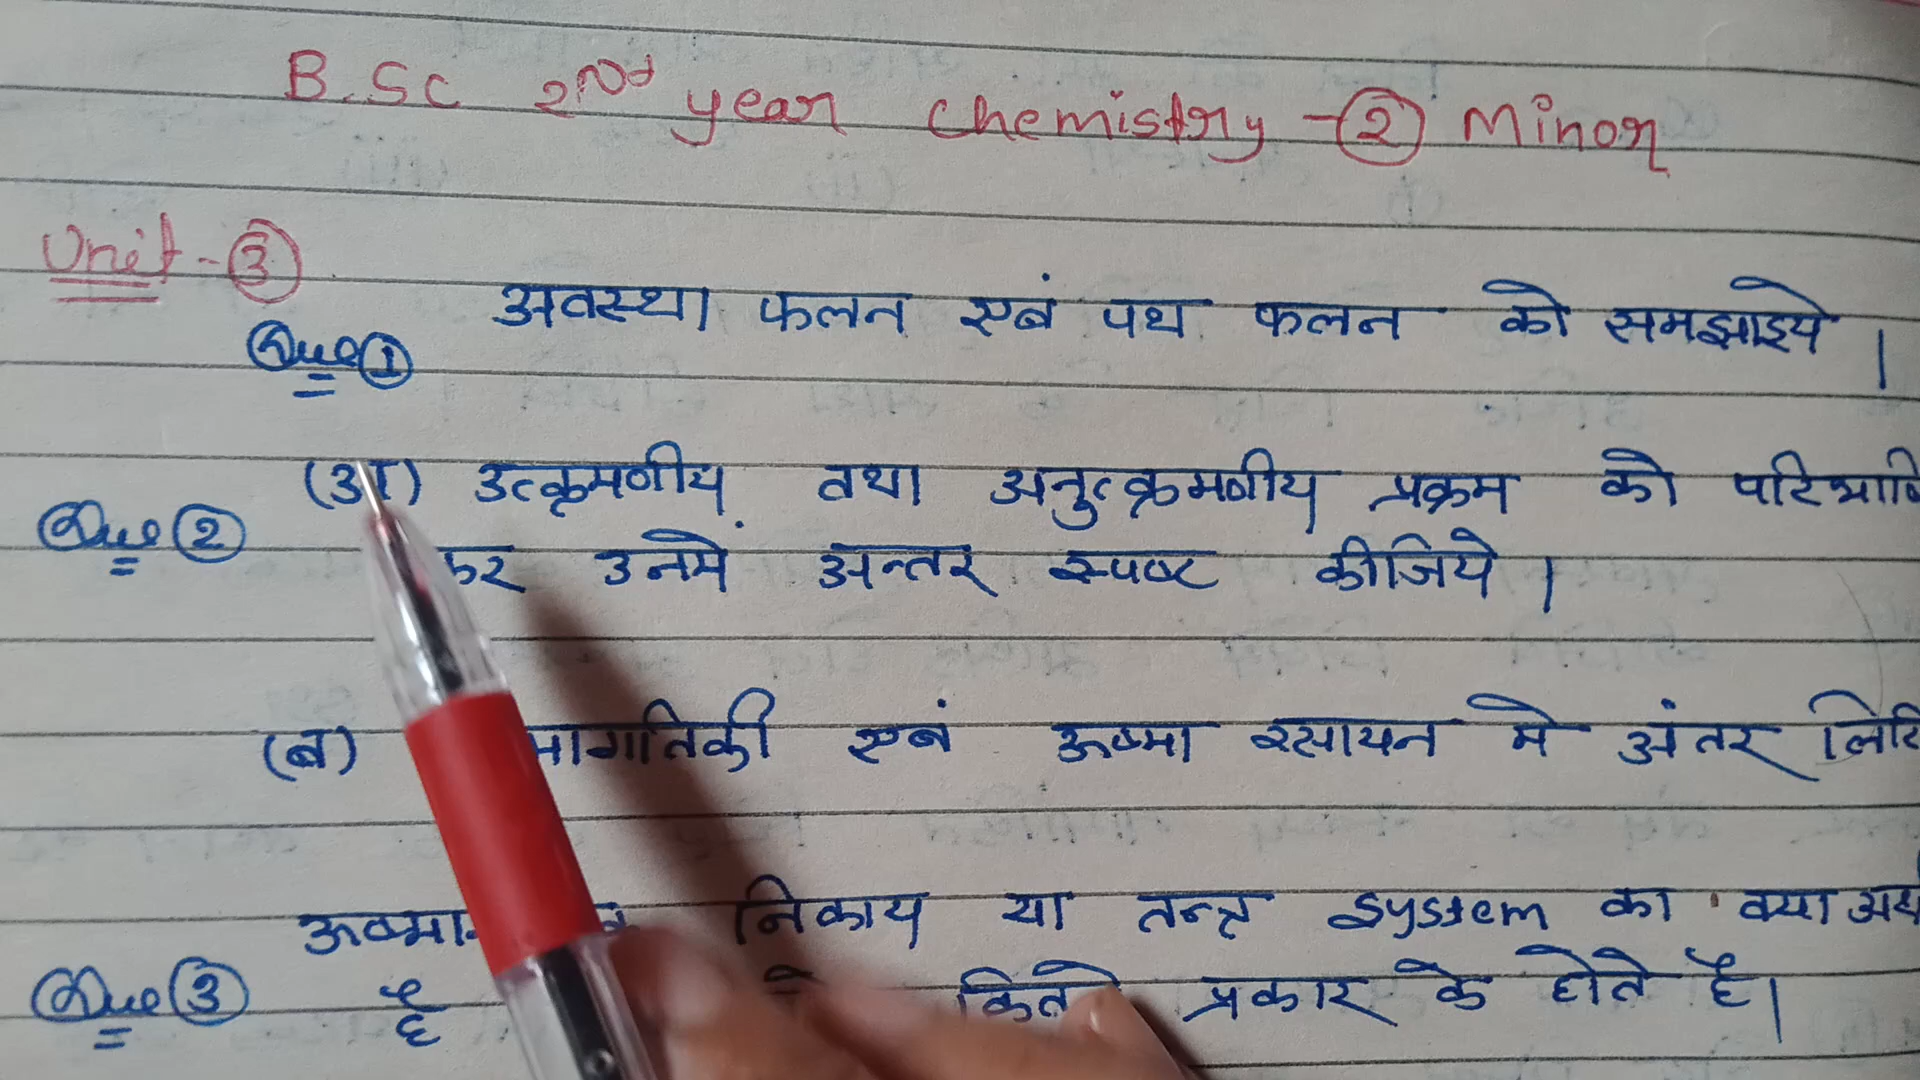 B.Sc 2nd year Chemistry - ② Minor
Unit - ③
Que ① अवस्था फलन एवं पथ फलन को समझाइये ।
Que ② (अ) उत्क्रमणीय तथा अनुत्क्रमणीय प्रक्रम को
कर उनमे अन्तर स्पष्ट कीजिये ।
(ब) एवं ऊष्मा रसायन मे अंतर
Que ③ निकाय या तन्त्र system का क्या
है प्रकार के होते है।